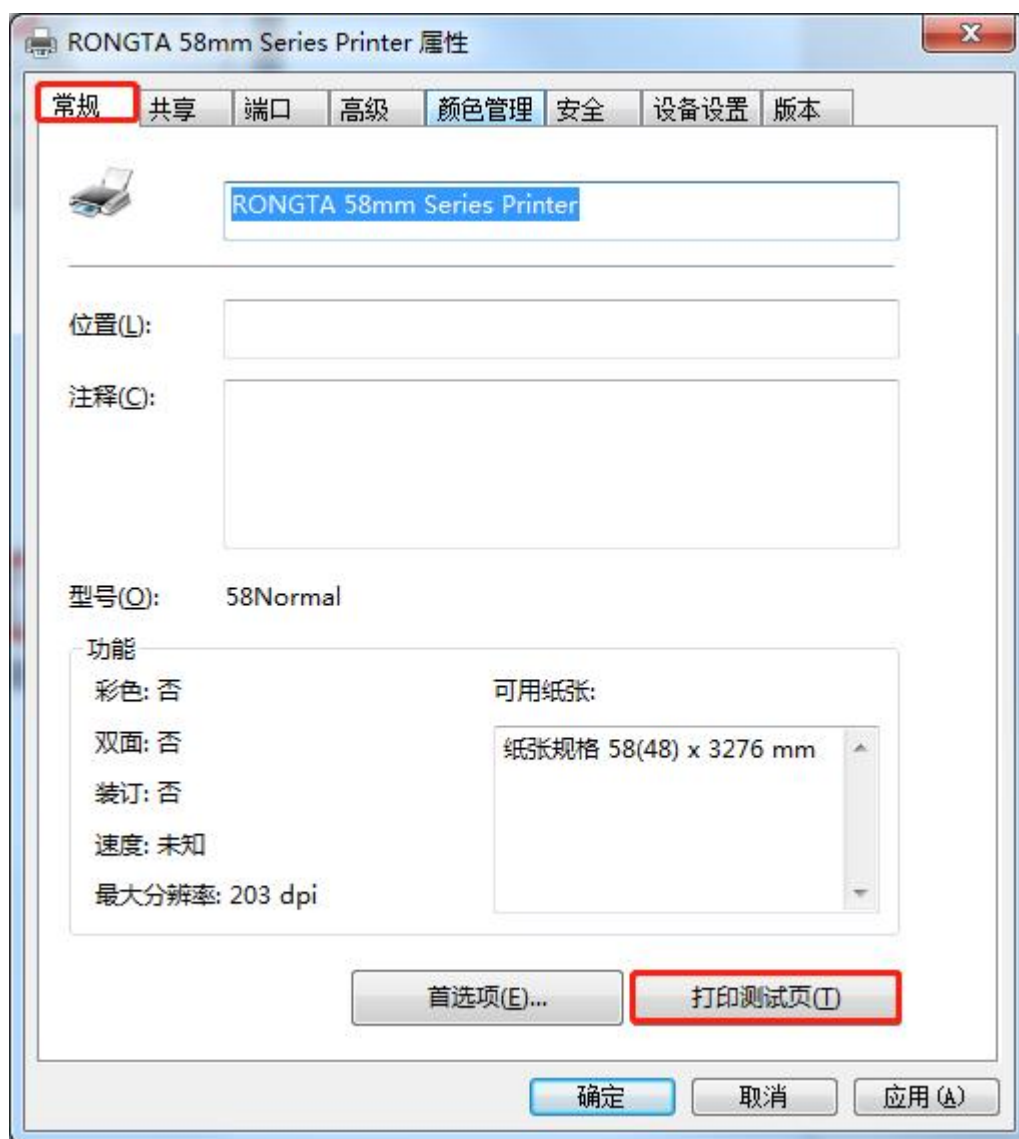 RONGTA 58mm Series Printer 属性
常规 共享 端口 高级 颜色管理 安全 设备设置 版本
RONGTA 58mm Series Printer
位置(L):
注释(C):
型号(O): 58Normal
功能
彩色: 否 可用纸张:
双面: 否 纸张规格 58(48) x 3276 mm
装订: 否
速度: 未知
最大分辨率: 203 dpi
首选项(E)... 打印测试页(T)
确定 取消 应用(A)